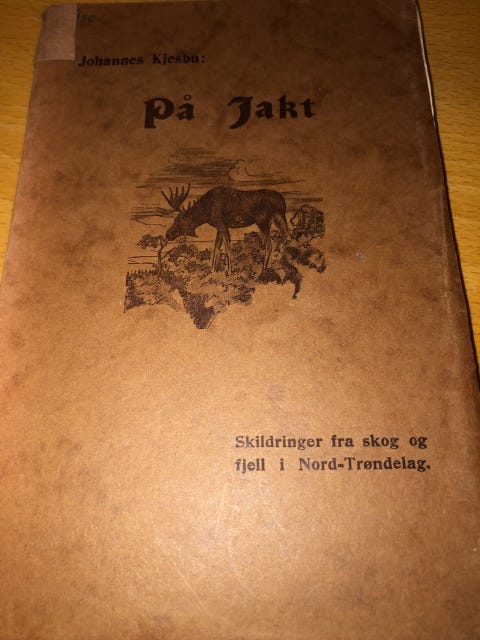 Johannes Kjesbu:
På Jakt
Skildringer fra skog og
fjell i Nord-Trøndelag.